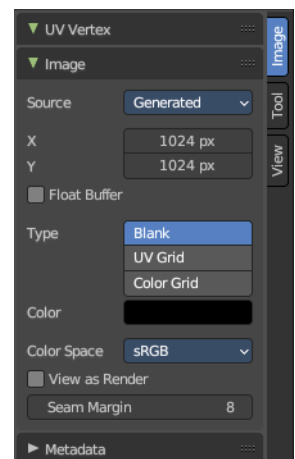 UV Vertex
Image
Source Generated
X 1024 px
Y 1024 px
Float Buffer
Type Blank
UV Grid
Color Grid
Color
Color Space sRGB
View as Render
Seam Margin 8
Metadata
Image
Tool
View